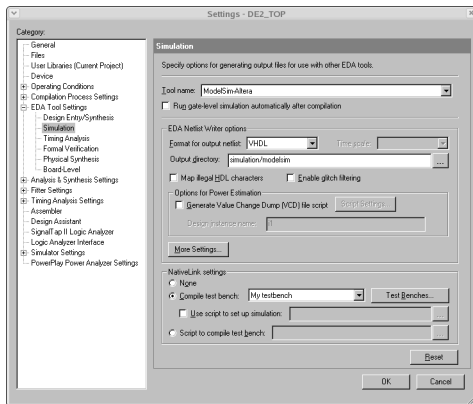 Settings - DE2_TOP
Category:
General
Files
User Libraries (Current Project)
Device
Operating Conditions
Compilation Process Settings
EDA Tool Settings
Design Entry/Synthesis
Simulation
Timing Analysis
Formal Verification
Physical Synthesis
Board-Level
Analysis & Synthesis Settings
Fitter Settings
Timing Analysis Settings
Assembler
Design Assistant
SignalTap II Logic Analyzer
Logic Analyzer Interface
Simulator Settings
PowerPlay Power Analyzer Settings
Simulation
Specify options for generating output files for use with other EDA tools.
Tool name: ModelSim-Altera
Run gate-level simulation automatically after compilation
EDA Netlist Writer options
Format for output netlist: VHDL Time scale:
Output directory: simulation/modelsim ...
Map illegal HDL characters Enable glitch filtering
Options for Power Estimation
Generate Value Change Dump (VCD) file script Script Settings...
Design instance name:
More Settings...
NativeLink settings
None
Compile test bench: My testbench Test Benches...
Use script to set up simulation:
Script to compile test bench:
Reset
OK Cancel